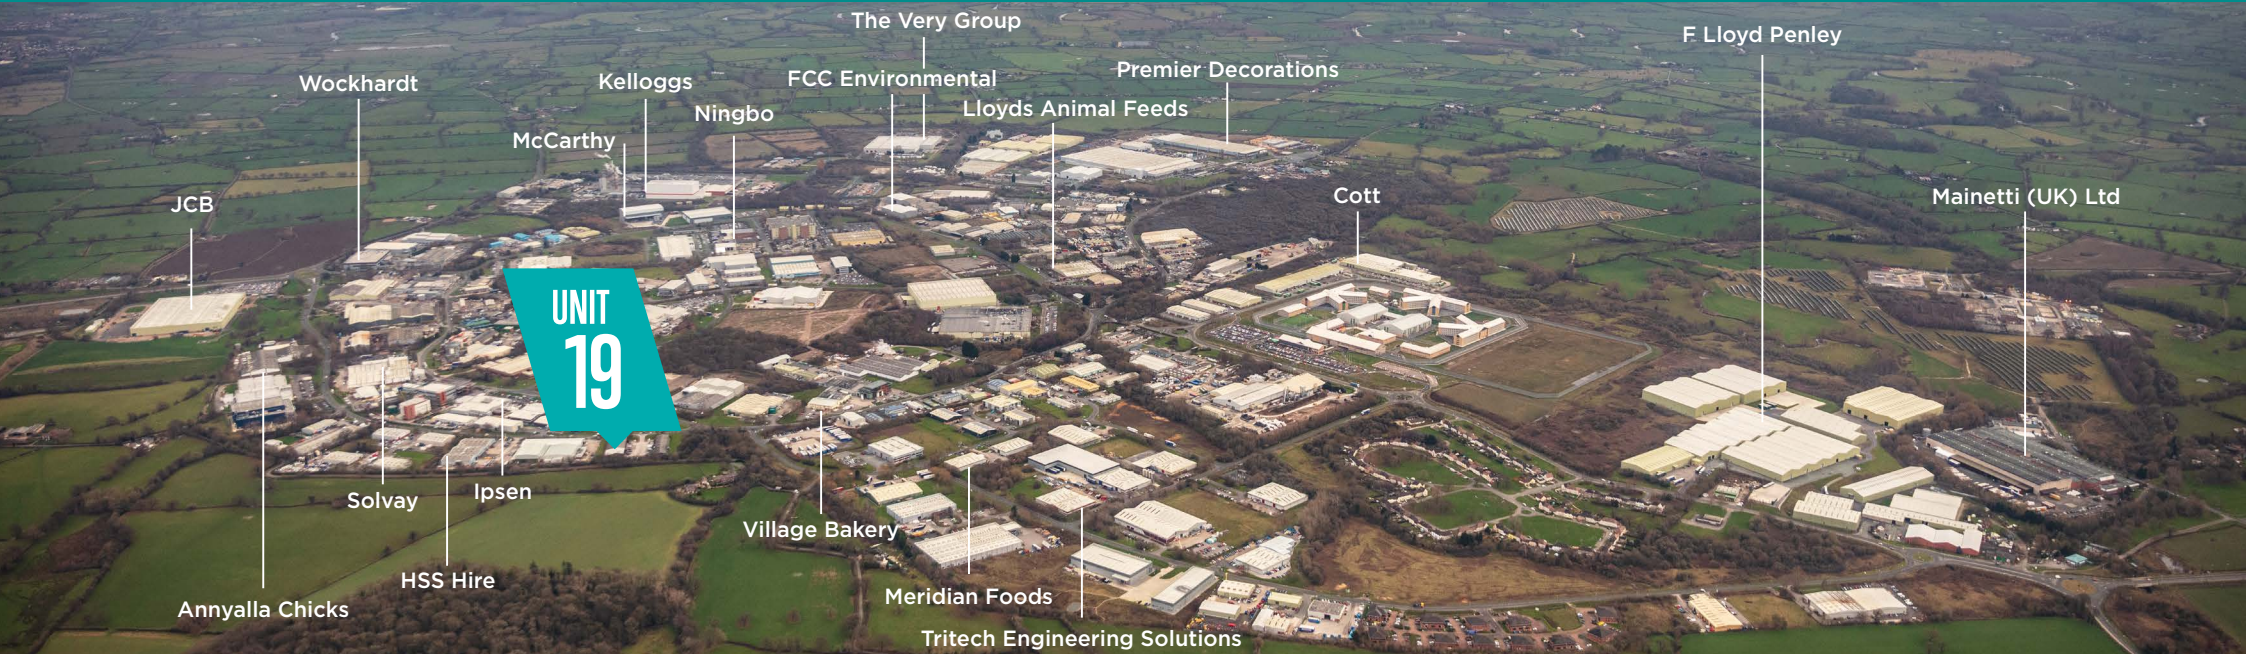 The Very Group
F Lloyd Penley
Premier Decorations
FCC Environmental
Kelloggs
Wockhardt
Lloyds Animal Feeds
Ningbo
McCarthy
Cott
Mainetti (UK) Ltd
JCB
UNIT
19
Ipsen
Solvay
Village Bakery
HSS Hire
Meridian Foods
Annyalla Chicks
Tritech Engineering Solutions